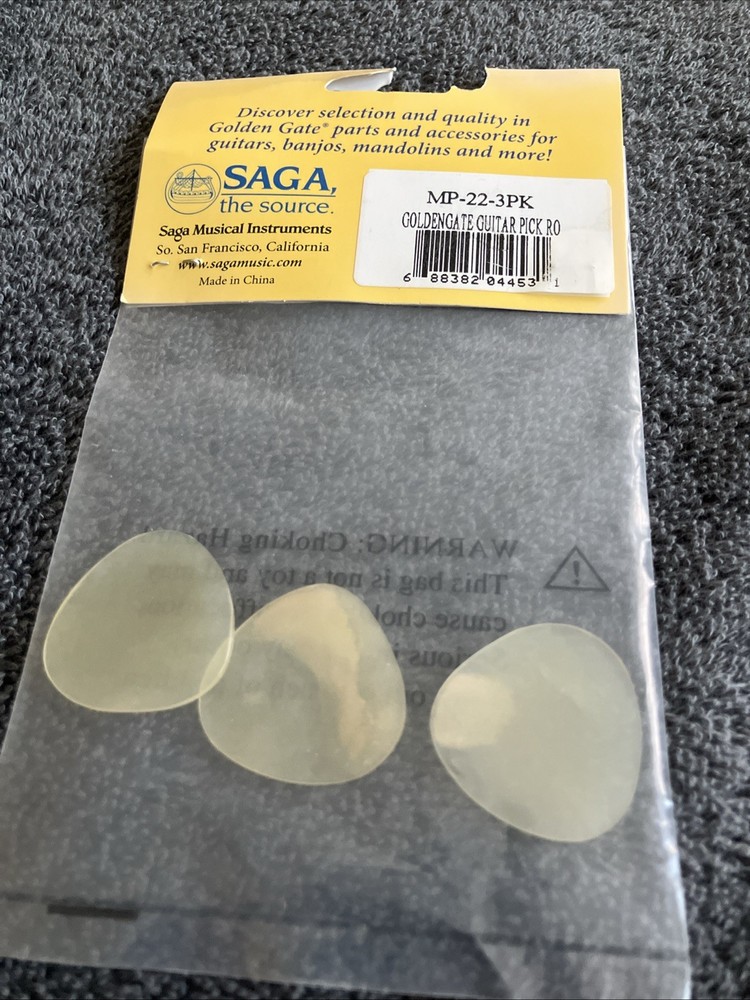 Discover selection and quality in
Golden Gate® parts and accessories for
guitars, banjos, mandolins and more!
SAGA,
the source.
Saga Musical Instruments
So. San Francisco, California
www.sagamusic.com
Made in China
MP-22-3PK
GOLDENGATE GUITAR PICK RO
6 88382 04453 1
WARNING: Choking
This bag is not a toy and
cause